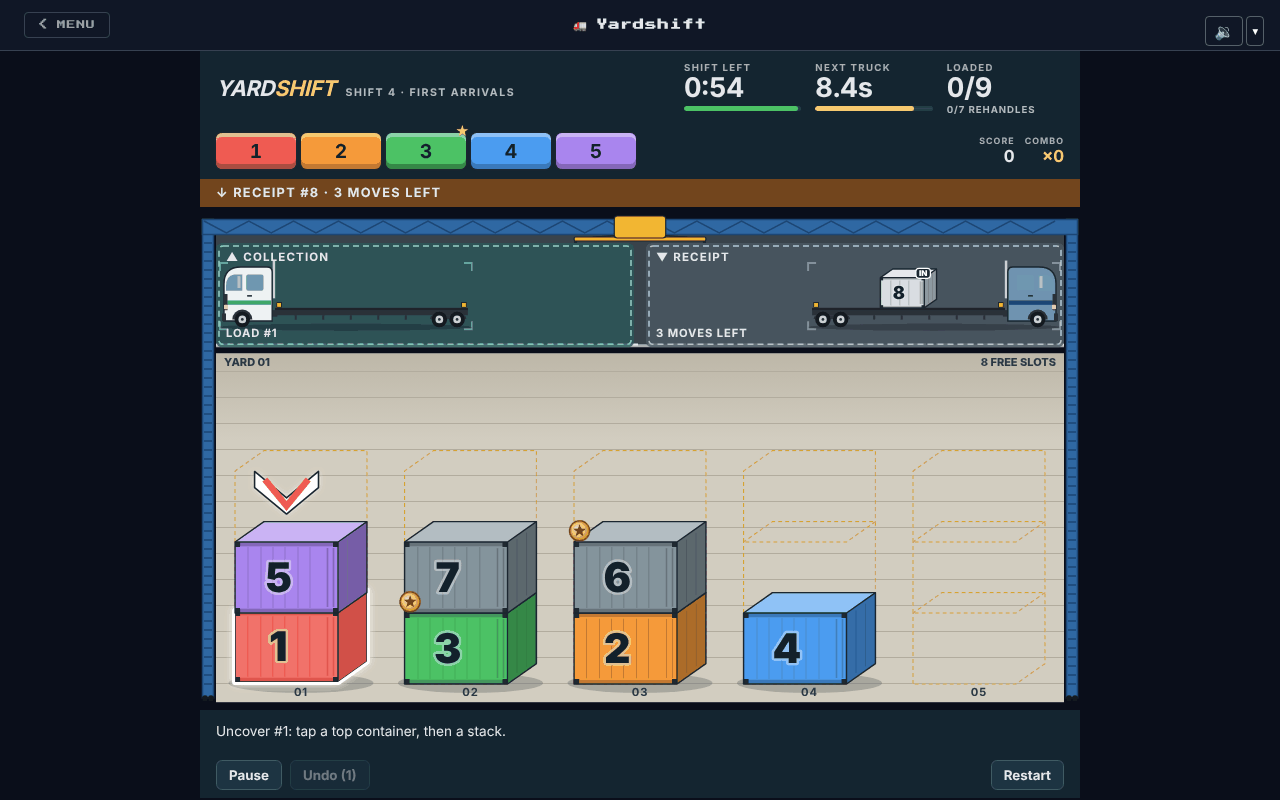 MENU
Yardshift
YARDSHIFT SHIFT 4 · FIRST ARRIVALS
SHIFT LEFT
0:54
NEXT TRUCK
8.4s
LOADED
0/9
0/7 REHANDLES
1 2 3 4 5
SCORE
0
COMBO
×0
↓ RECEIPT #8 · 3 MOVES LEFT
▲ COLLECTION
LOAD #1
▼ RECEIPT
IN
8
3 MOVES LEFT
YARD 01
8 FREE SLOTS
5 7 6
1 3 2 4
01 02 03 04 05
Uncover #1: tap a top container, then a stack.
Pause
Undo (1)
Restart